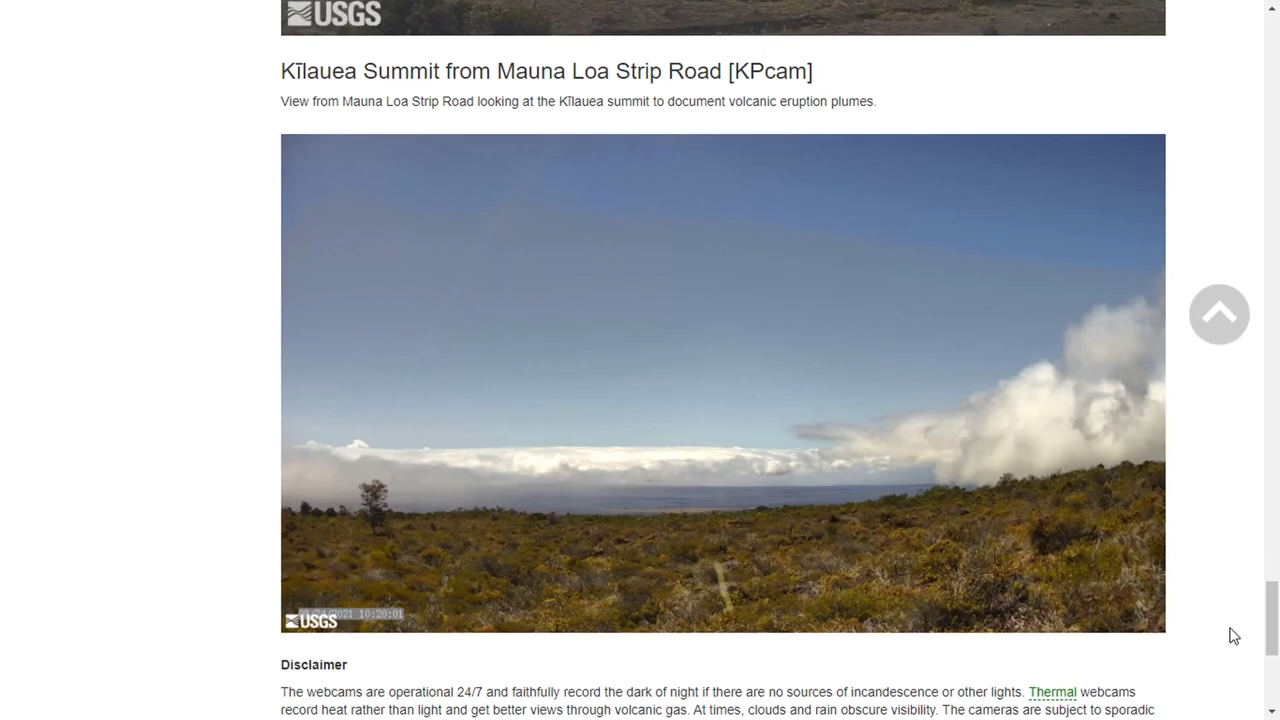 USGS
Kīlauea Summit from Mauna Loa Strip Road [KPcam]
View from Mauna Loa Strip Road looking at the Kīlauea summit to document volcanic eruption plumes.
2021 10:20:01
USGS
Disclaimer
The webcams are operational 24/7 and faithfully record the dark of night if there are no sources of incandescence or other lights. Thermal webcams
record heat rather than light and get better views through volcanic gas. At times, clouds and rain obscure visibility. The cameras are subject to sporadic